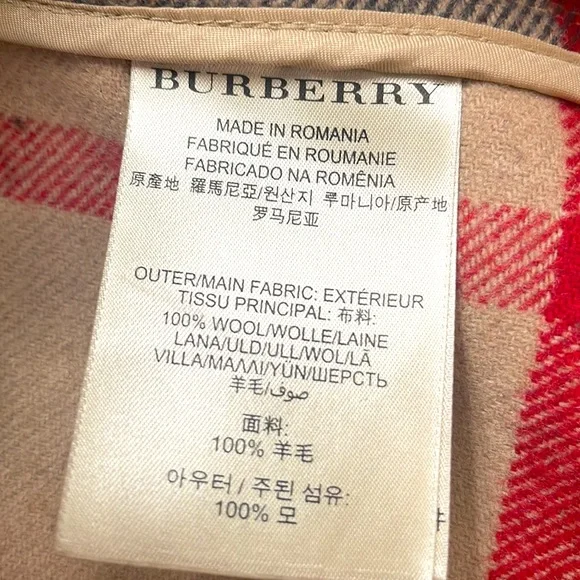 BURBERRY
MADE IN ROMANIA
FABRIQUÉ EN ROUMANIE
FABRICADO NA ROMÊNIA
原產地 羅馬尼亞/원산지 루마니아/原产地
罗马尼亚
OUTER/MAIN FABRIC: EXTÉRIEUR
TISSU PRINCIPAL: 布料:
100% WOOL/WOLLE/LAINE
LANA/ULD/ULL/WOL/LÃ
VILLA/ΜΑΛΛΙ/YÜN/ШЕРСТЬ
羊毛/صوف
面料:
100% 羊毛
아우터 / 주된 섬유:
100% 모